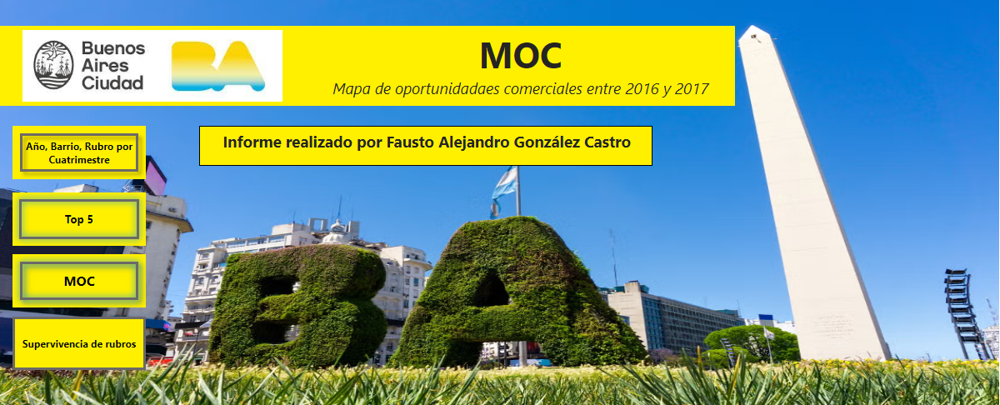 Buenos
Aires
Ciudad
BA
MOC
Mapa de oportunidadaes comerciales entre 2016 y 2017
Informe realizado por Fausto Alejandro González Castro
Año, Barrio, Rubro por
Cuatrimestre
Top 5
MOC
Supervivencia de rubros
BA